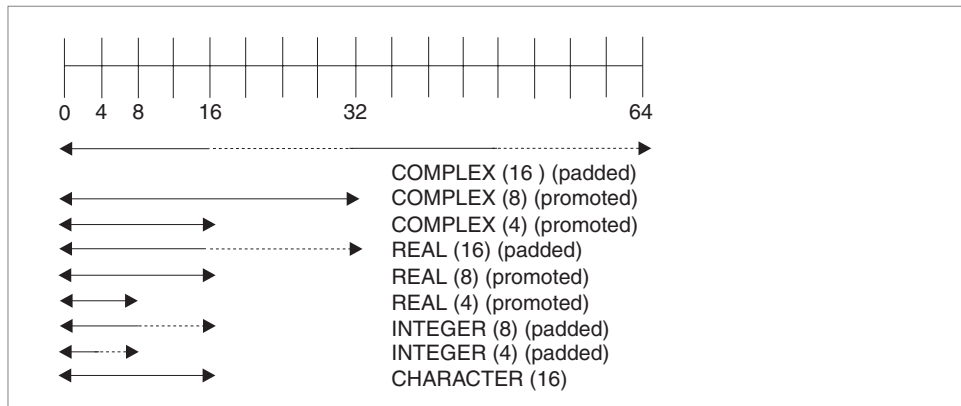 0 4 8 16 32 64
COMPLEX (16 ) (padded)
COMPLEX (8) (promoted)
COMPLEX (4) (promoted)
REAL (16) (padded)
REAL (8) (promoted)
REAL (4) (promoted)
INTEGER (8) (padded)
INTEGER (4) (padded)
CHARACTER (16)